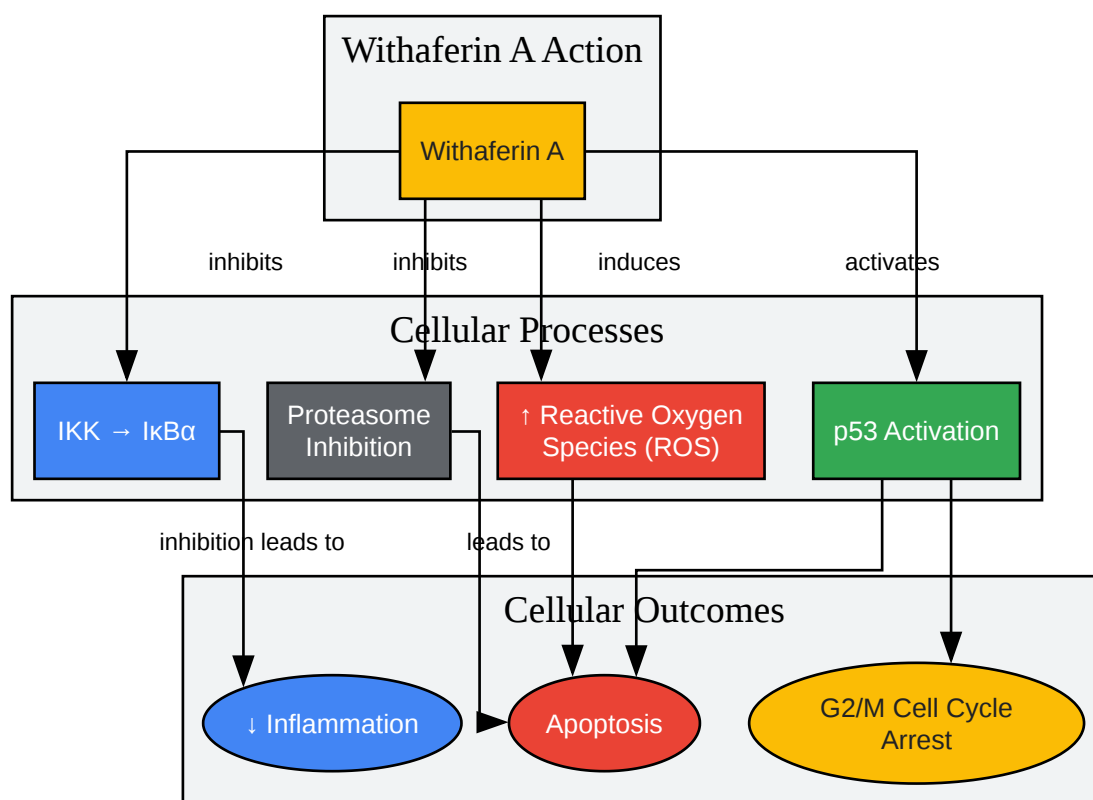 Withaferin A Action
Withaferin A
inhibits
inhibits
induces
activates
Cellular Processes
IKK → IκBα
Proteasome
Inhibition
↑ Reactive Oxygen
Species (ROS)
p53 Activation
inhibition leads to
leads to
Cellular Outcomes
↓ Inflammation
Apoptosis
G2/M Cell Cycle
Arrest